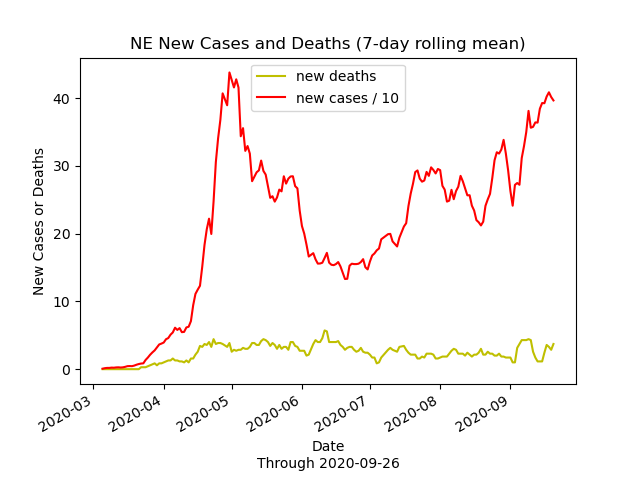 NE New Cases and Deaths (7-day rolling mean)
new deaths
new cases / 10
New Cases or Deaths
40
30
20
10
0
2020-03
2020-04
2020-05
2020-06
2020-07
2020-08
2020-09
Date
Through 2020-09-26